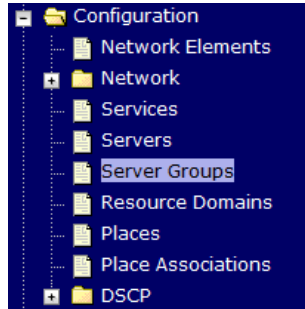 Configuration
Network Elements
Network
Services
Servers
Server Groups
Resource Domains
Places
Place Associations
DSCP